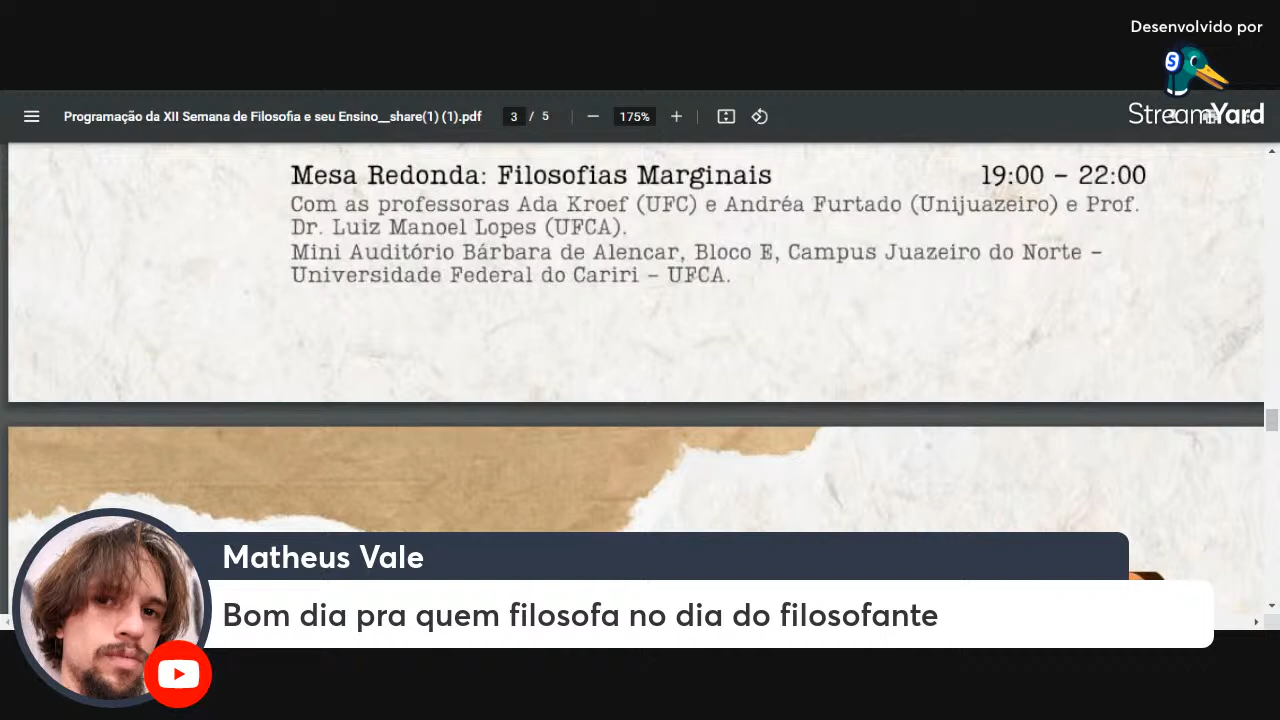 Desenvolvido por
StreamYard
Programação da XII Semana de Filosofia e seu Ensino__share(1) (1).pdf 3 / 5 175%
Mesa Redonda: Filosofias Marginais 19:00 – 22:00
Com as professoras Ada Kroef (UFC) e Andréa Furtado (Unijuazeiro) e Prof.
Dr. Luiz Manoel Lopes (UFCA).
Mini Auditório Bárbara de Alencar, Bloco E, Campus Juazeiro do Norte –
Universidade Federal do Cariri – UFCA.
Matheus Vale
Bom dia pra quem filosofa no dia do filosofante